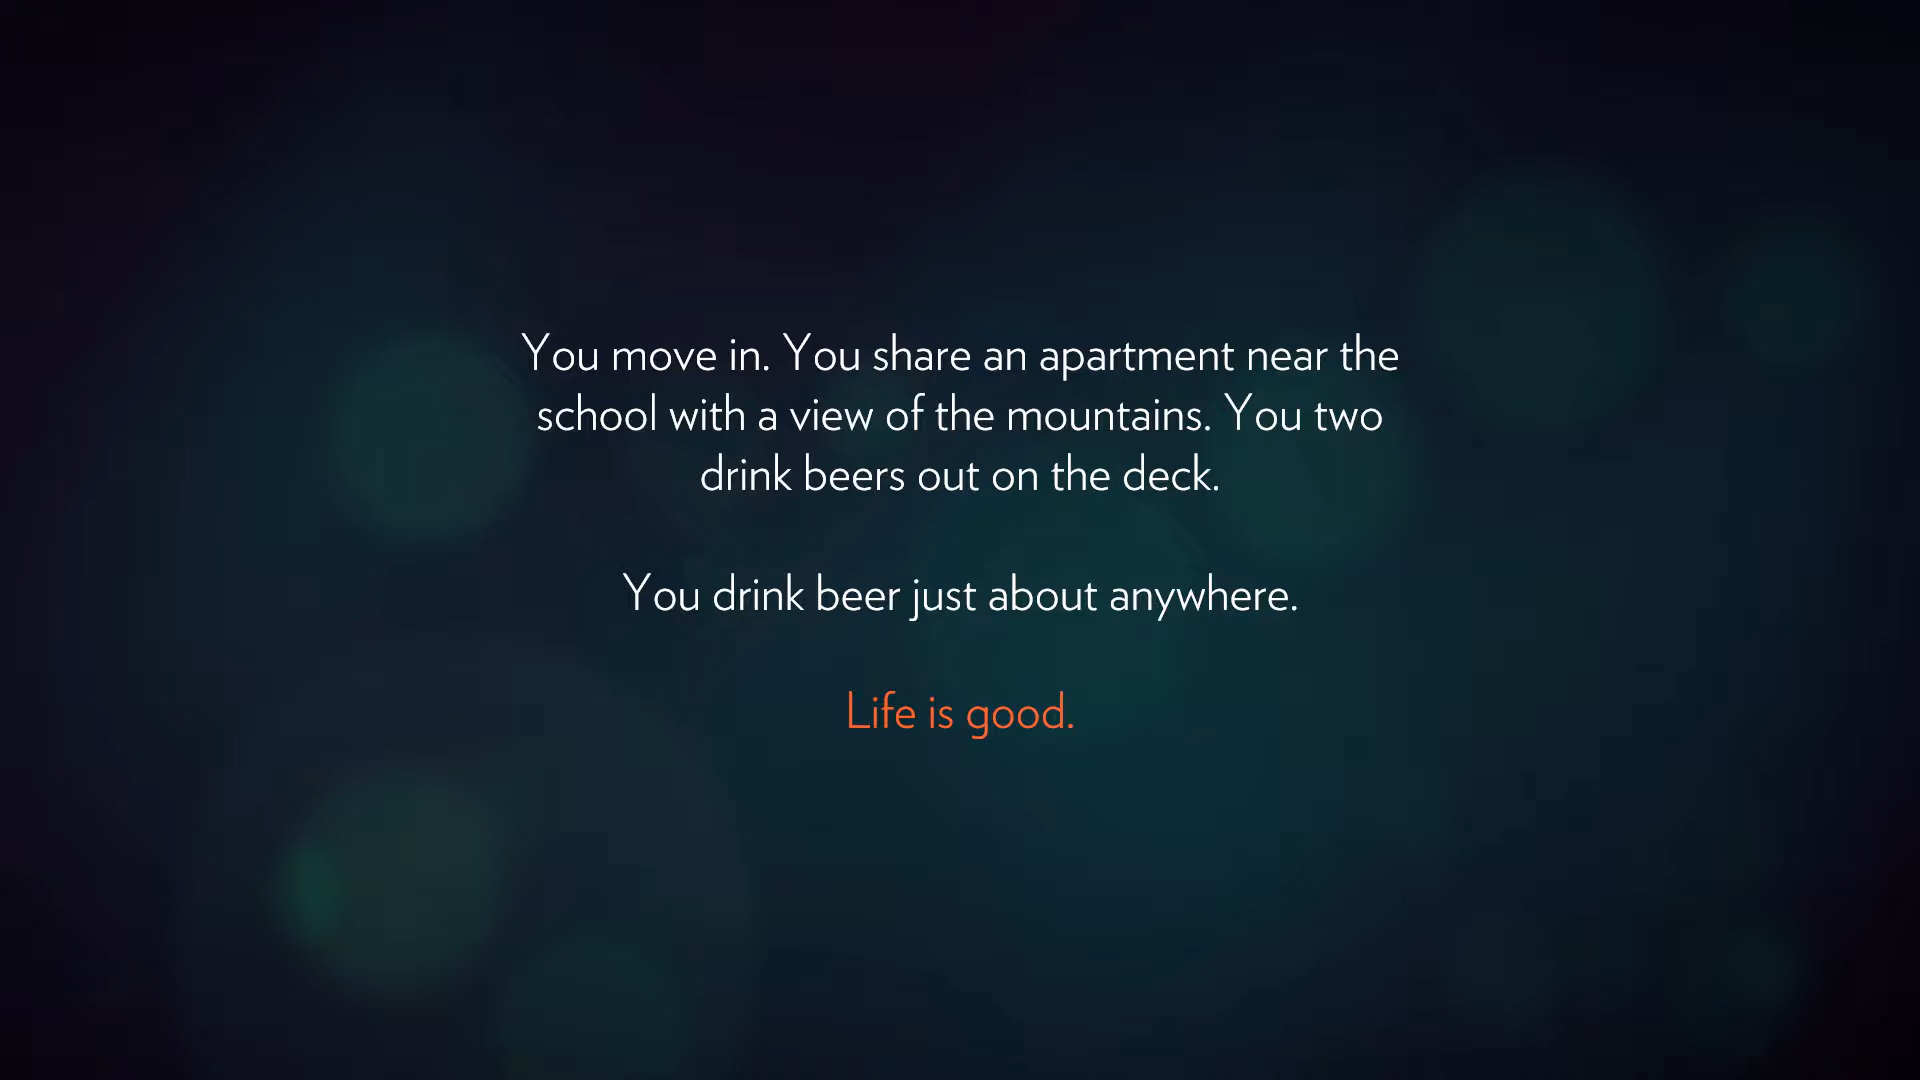 You move in. You share an apartment near the
school with a view of the mountains. You two
drink beers out on the deck.
You drink beer just about anywhere.
Life is good.